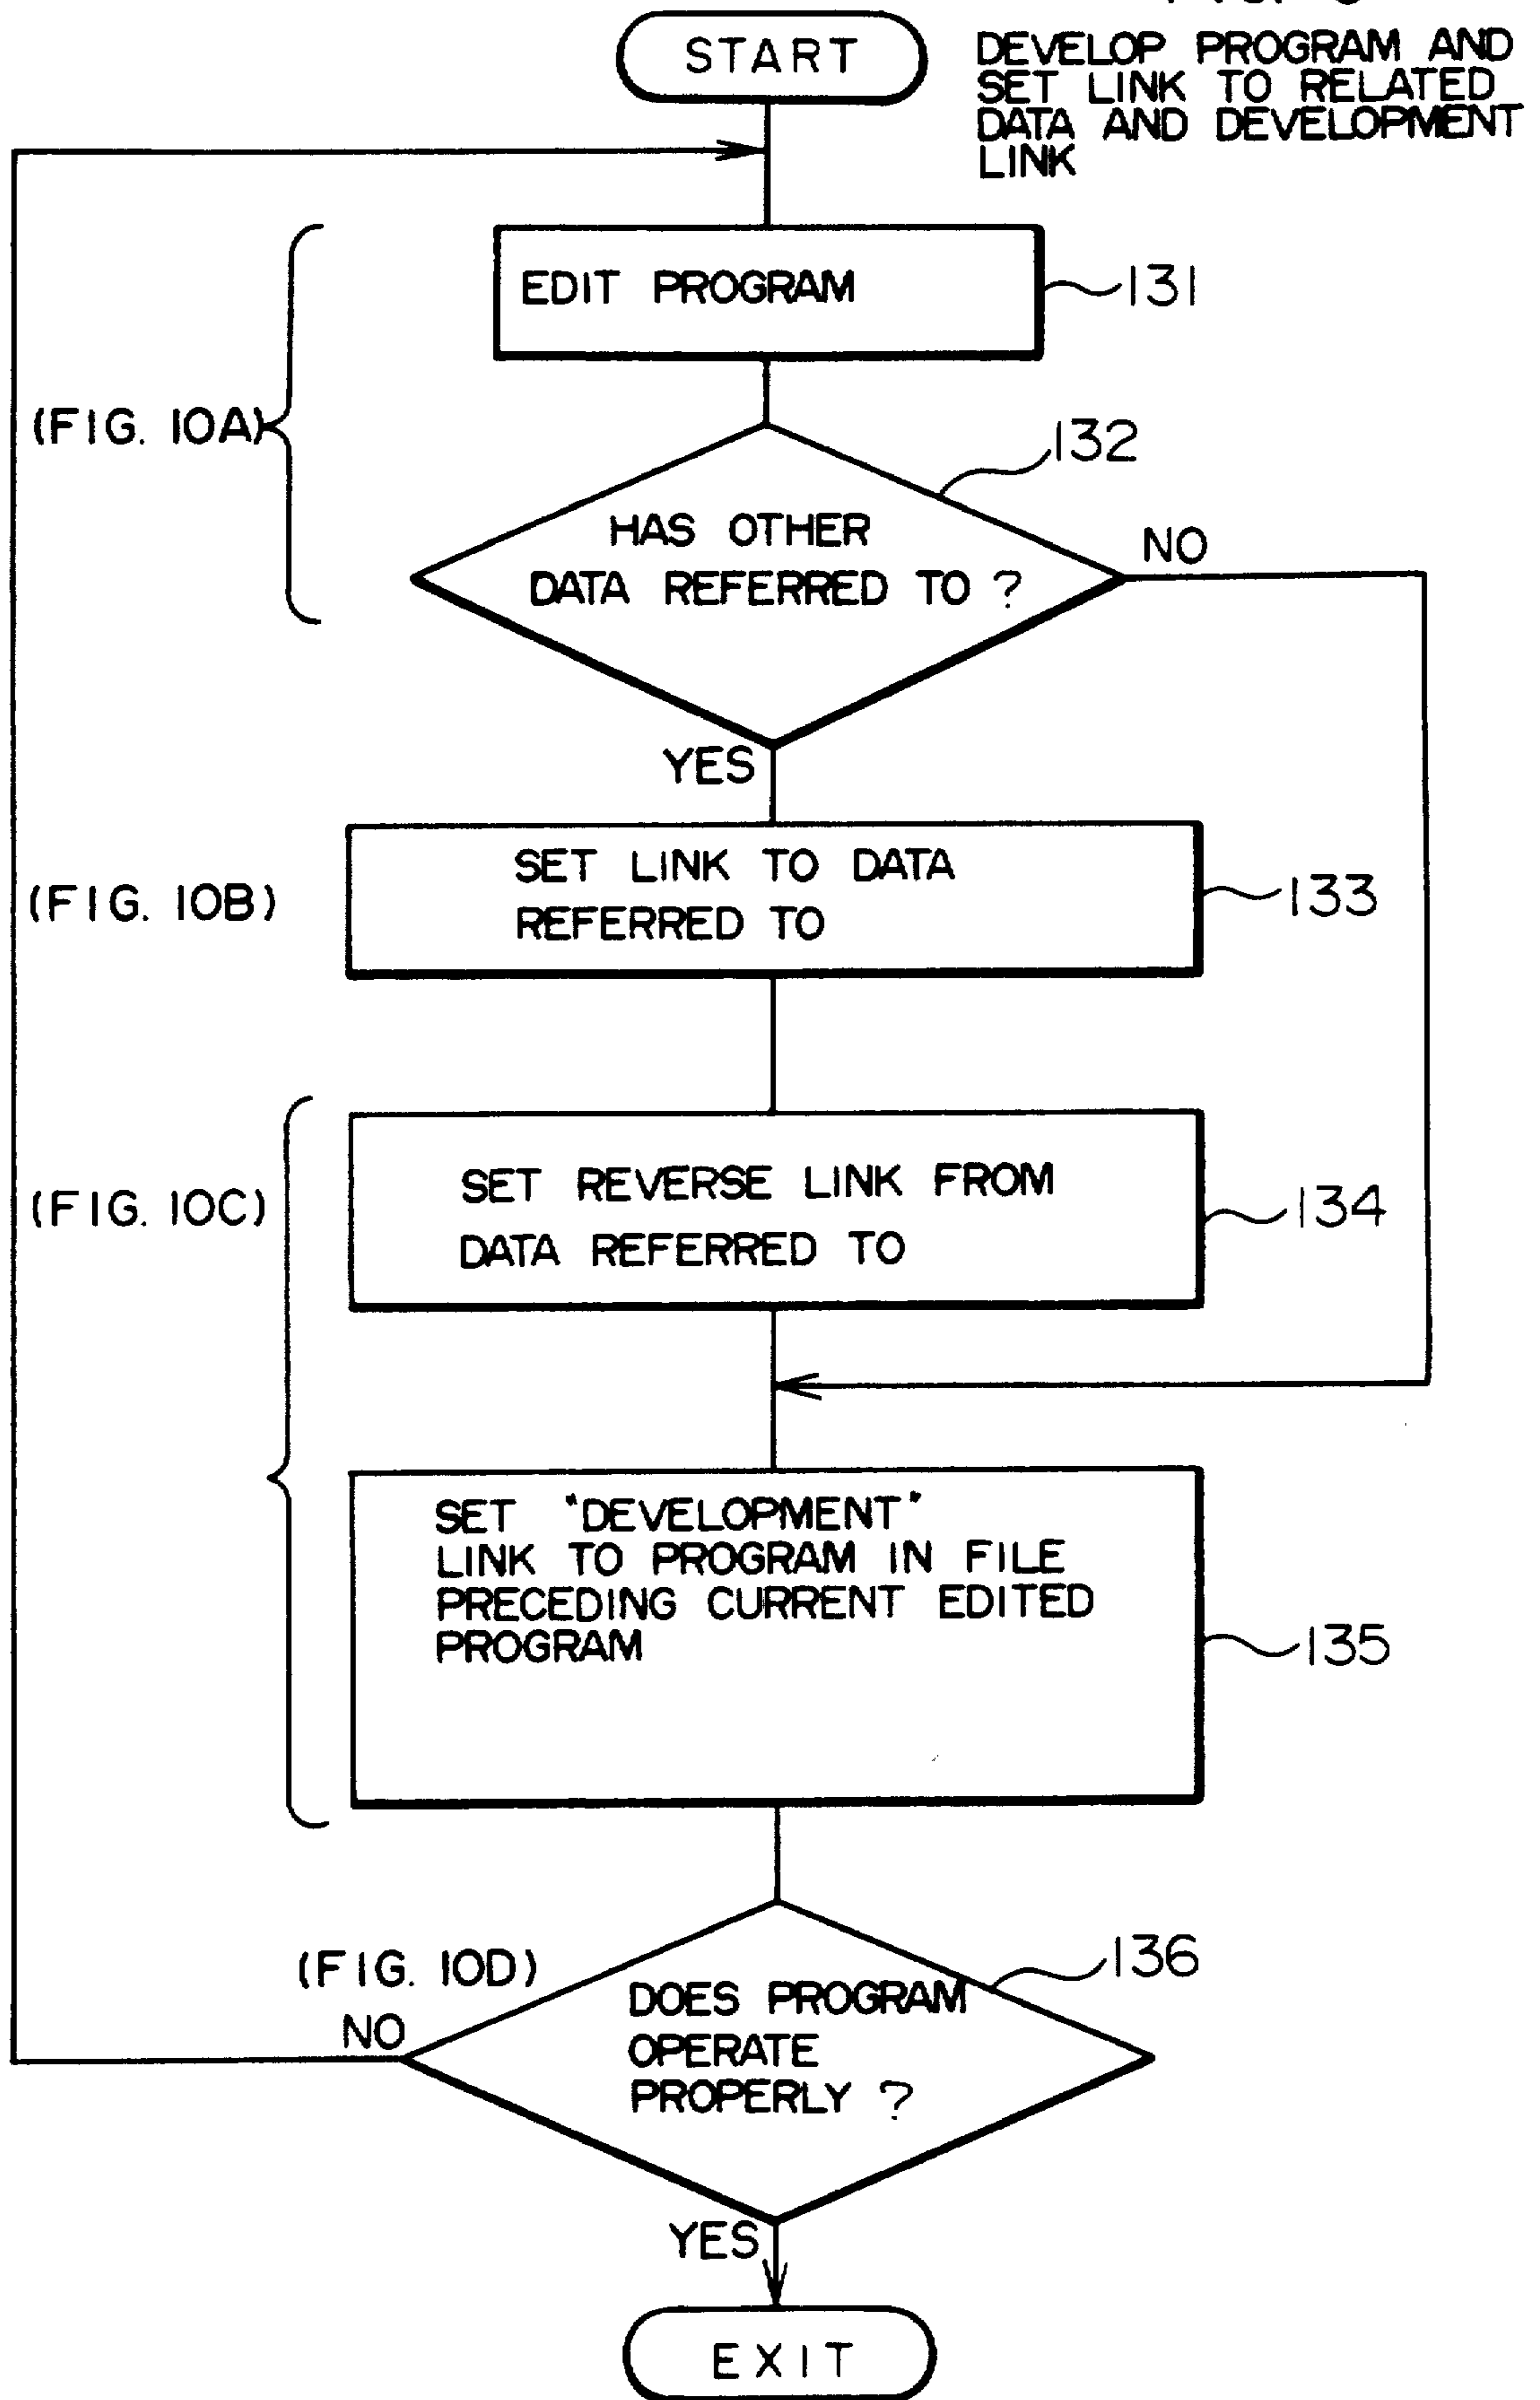 START
DEVELOP PROGRAM AND
SET LINK TO RELATED
DATA AND DEVELOPMENT
LINK
EDIT PROGRAM
131
(FIG. 10A)
132
HAS OTHER
DATA REFERRED TO ?
NO
YES
SET LINK TO DATA
REFERRED TO
133
(FIG. 10B)
SET REVERSE LINK FROM
DATA REFERRED TO
134
(FIG. 10C)
SET "DEVELOPMENT"
LINK TO PROGRAM IN FILE
PRECEDING CURRENT EDITED
PROGRAM
135
(FIG. 10D)
136
DOES PROGRAM
OPERATE
PROPERLY ?
NO
YES
EXIT